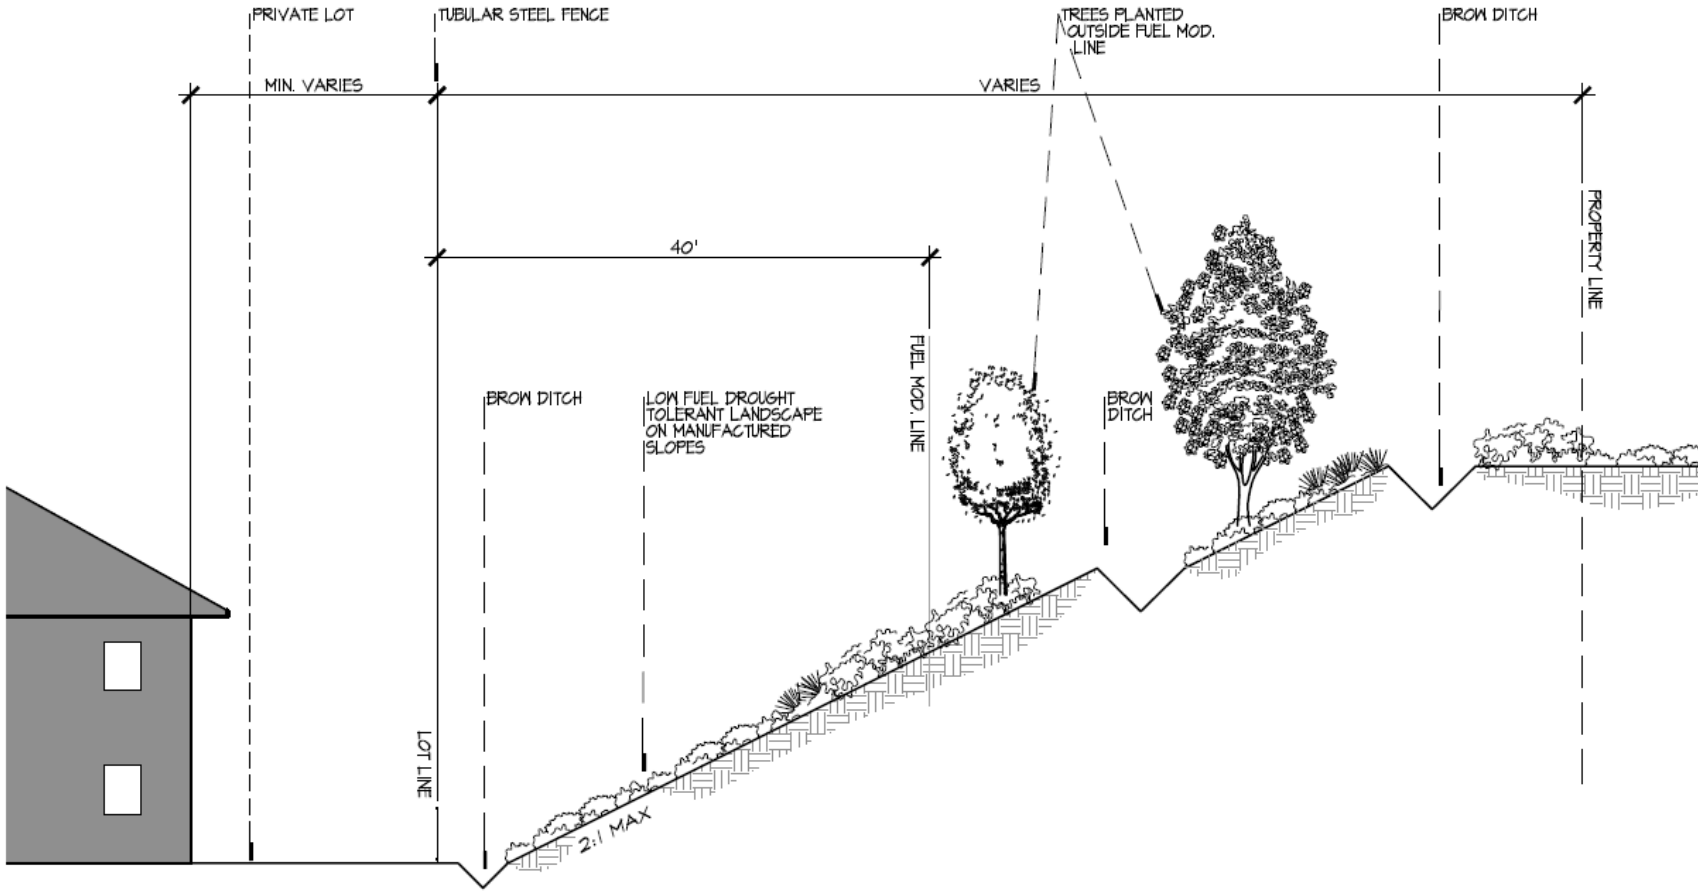 PRIVATE LOT
TUBULAR STEEL FENCE
TREES PLANTED
OUTSIDE FUEL MOD.
LINE
BROW DITCH
MIN. VARIES
VARIES
PROPERTY LINE
40'
FUEL MOD. LINE
BROW DITCH
LOW FUEL DROUGHT
TOLERANT LANDSCAPE
ON MANUFACTURED
SLOPES
BROW
DITCH
LOT LINE
2:1 MAX